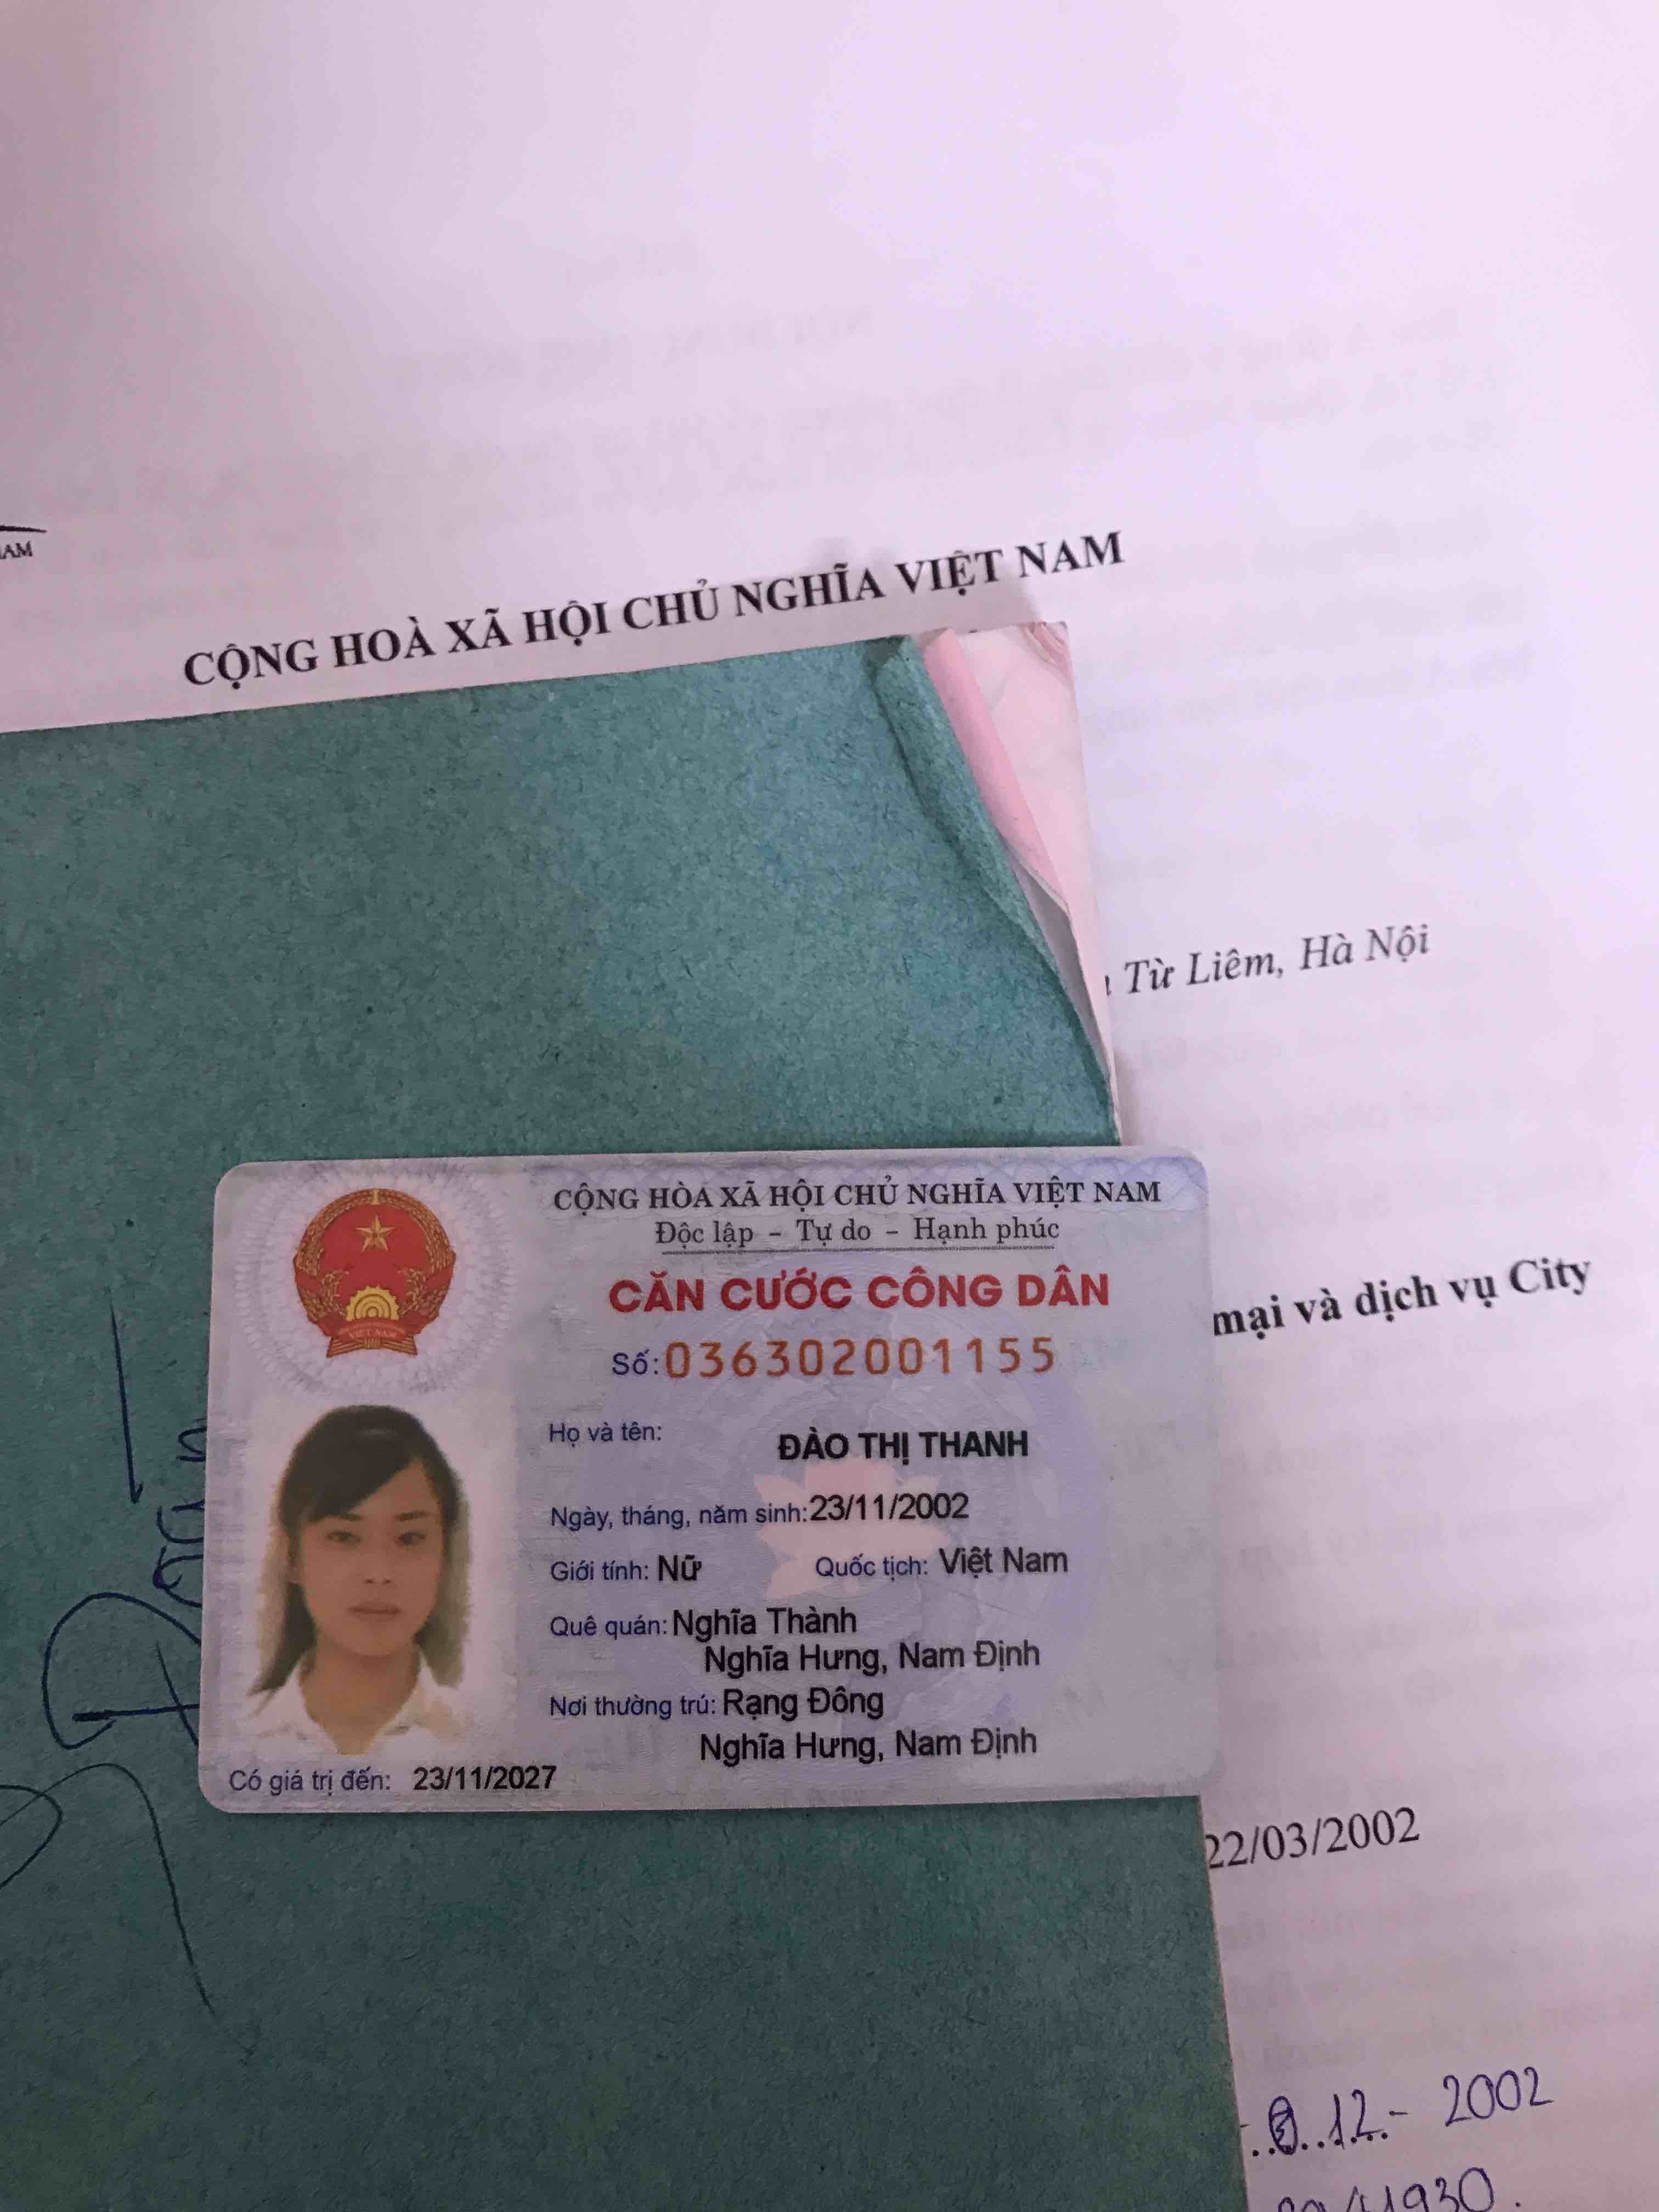 AM
CỘNG HOÀ XÃ HỘI CHỦ NGHĨA VIỆT NAM
Từ Liêm, Hà Nội
mại và dịch vụ City
CỘNG HÒA XÃ HỘI CHỦ NGHĨA VIỆT NAM
Độc lập - Tự do - Hạnh phúc
CĂN CƯỚC CÔNG DÂN
Số: 036302001155
Họ và tên: ĐÀO THỊ THANH
Ngày, tháng, năm sinh: 23/11/2002
Giới tính: Nữ Quốc tịch: Việt Nam
Quê quán: Nghĩa Thành
Nghĩa Hưng, Nam Định
Nơi thường trú: Rạng Đông
Nghĩa Hưng, Nam Định
Có giá trị đến: 23/11/2027
22/03/2002
12 - 2002